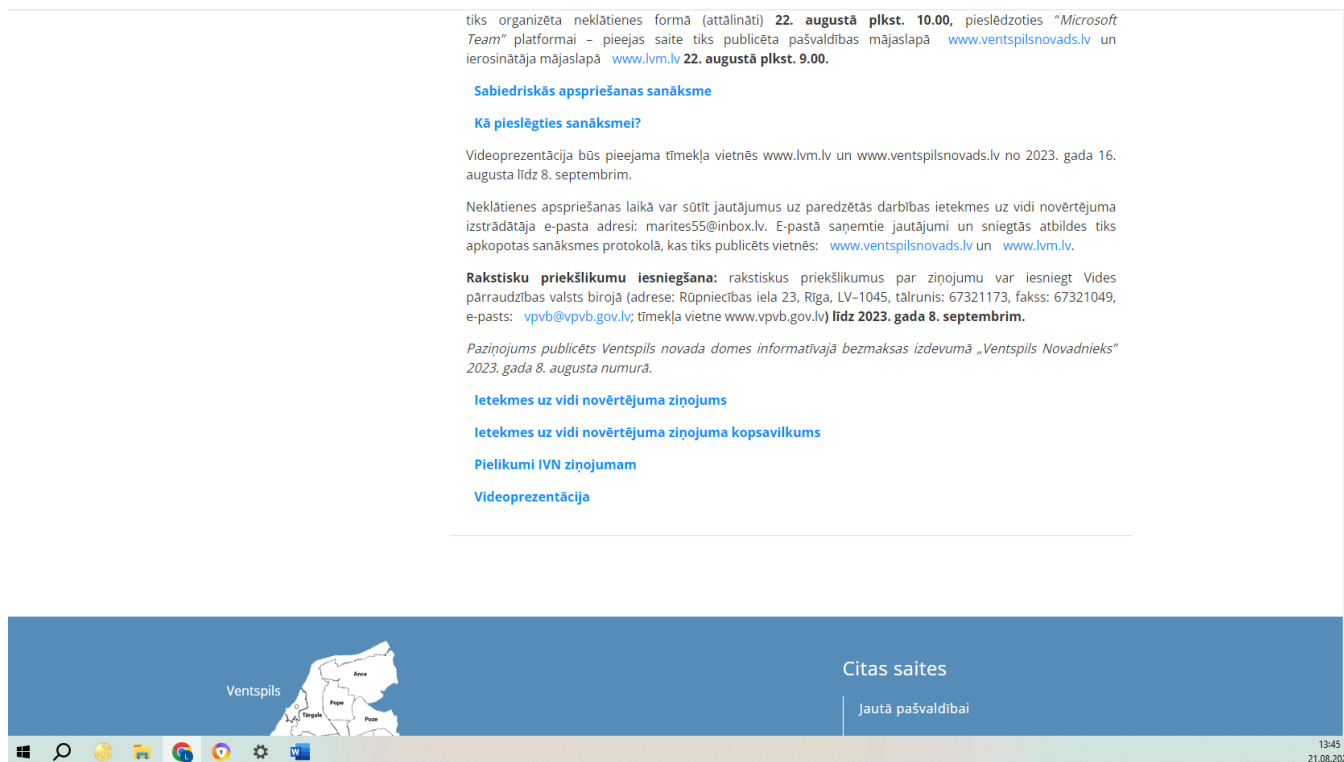 tiks organizēta neklātienes formā (attālināti) 22. augustā plkst. 10.00, pieslēdzoties “Microsoft
Team” platformai – pieejas saite tiks publicēta pašvaldības mājaslapā www.ventspilsnovads.lv un
ierosinātāja mājaslapā www.lvm.lv 22. augustā plkst. 9.00.
Sabiedriskās apspriešanas sanāksme
Kā pieslēgties sanāksmei?
Videoprezentācija būs pieejama tīmekļa vietnēs www.lvm.lv un www.ventspilsnovads.lv no 2023. gada 16.
augusta līdz 8. septembrim.
Neklātienes apspriešanas laikā var sūtīt jautājumus uz paredzētās darbības ietekmes uz vidi novērtējuma
izstrādātāja e-pasta adresi: marites55@inbox.lv. E-pastā saņemtie jautājumi un sniegtās atbildes tiks
apkopotas sanāksmes protokolā, kas tiks publicēts vietnēs: www.ventspilsnovads.lv un www.lvm.lv.
Rakstisku priekšlikumu iesniegšana: rakstiskus priekšlikumus par ziņojumu var iesniegt Vides
pārraudzības valsts birojā (adrese: Rūpniecības iela 23, Rīga, LV–1045, tālrunis: 67321173, fakss: 67321049,
e-pasts: vpvb@vpvb.gov.lv; tīmekļa vietne www.vpvb.gov.lv) līdz 2023. gada 8. septembrim.
Paziņojums publicēts Ventspils novada domes informatīvajā bezmaksas izdevumā „Ventspils Novadnieks”
2023. gada 8. augusta numurā.
Ietekmes uz vidi novērtējuma ziņojums
Ietekmes uz vidi novērtējuma ziņojuma kopsavilkums
Pielikumi IVN ziņojumam
Videoprezentācija
Ventspils
Ance
Pope
Tārgale
Puze
Citas saites
Jautā pašvaldībai
13:45
21.08.202